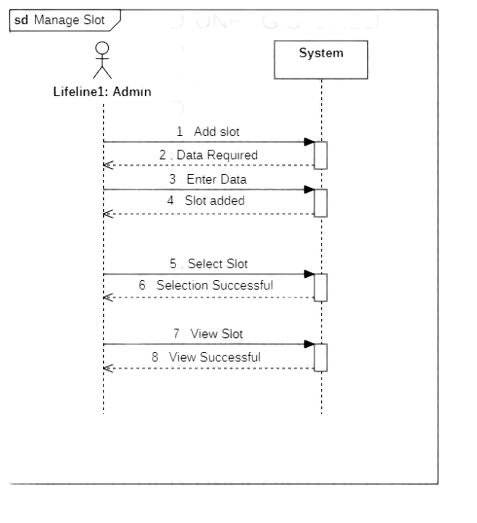 sd Manage Slot
System
Lifeline1: Admin
1 Add slot
2 . Data Required
3 Enter Data
4 Slot added
5 . Select Slot
6 Selection Successful
7 View Slot
8 View Successful